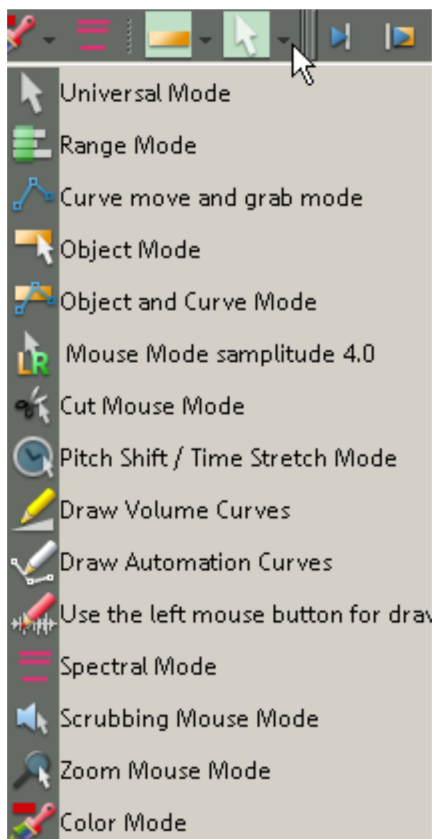 Universal Mode
Range Mode
Curve move and grab mode
Object Mode
Object and Curve Mode
LR Mouse Mode samplitude 4.0
Cut Mouse Mode
Pitch Shift / Time Stretch Mode
Draw Volume Curves
Draw Automation Curves
Use the left mouse button for
Spectral Mode
Scrubbing Mouse Mode
Zoom Mouse Mode
Color Mode